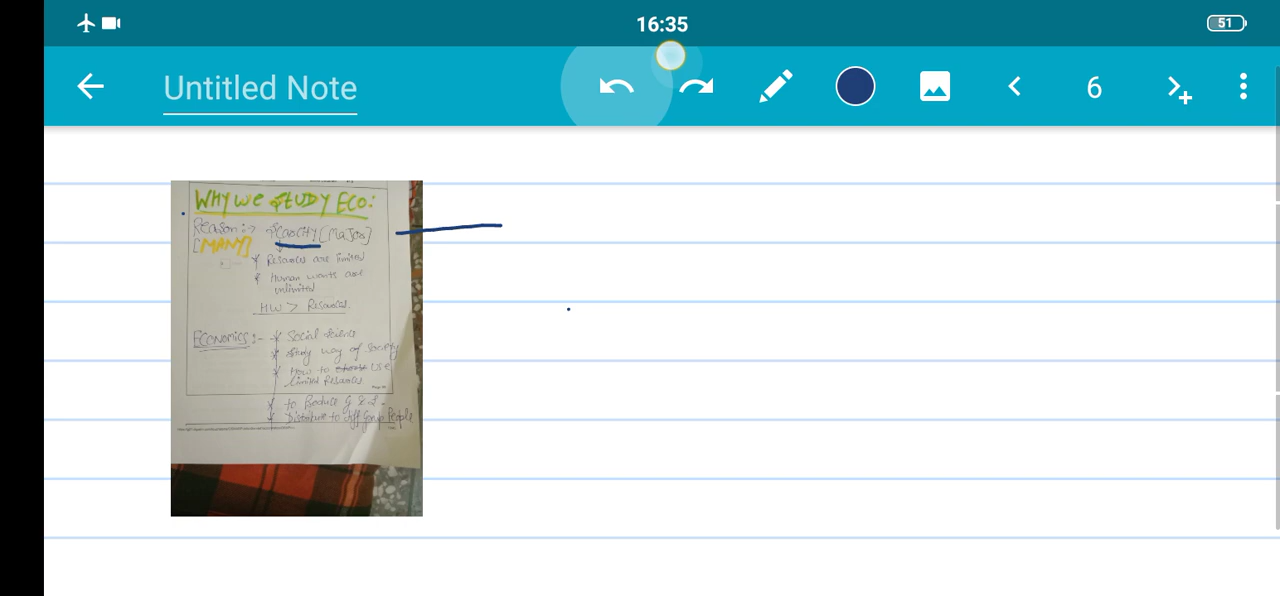 16:35
51
Untitled Note
6
WHY we STUDY ECO:
Reason :-> Scarcity [Major]
[MANY]
* Resources are limited
* Human wants are
unlimited
HW > Resources.
ECONOMICS :- * Social Science
* Study way of Society
* How to choose USE
Limited Resources
* to Produce G & S.
* Distribute to diff Group People